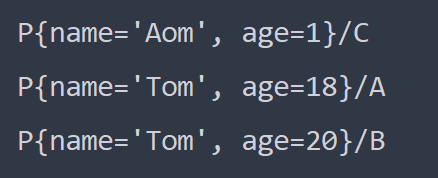 P{name='Aom', age=1}/C
P{name='Tom', age=18}/A
P{name='Tom', age=20}/B